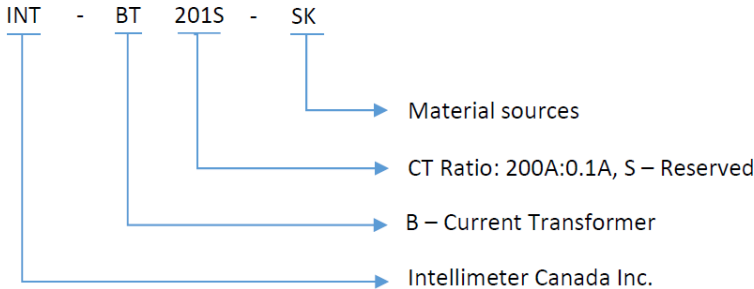 INT - BT 201S - SK
Material sources
CT Ratio: 200A:0.1A, S – Reserved
B – Current Transformer
Intellimeter Canada Inc.